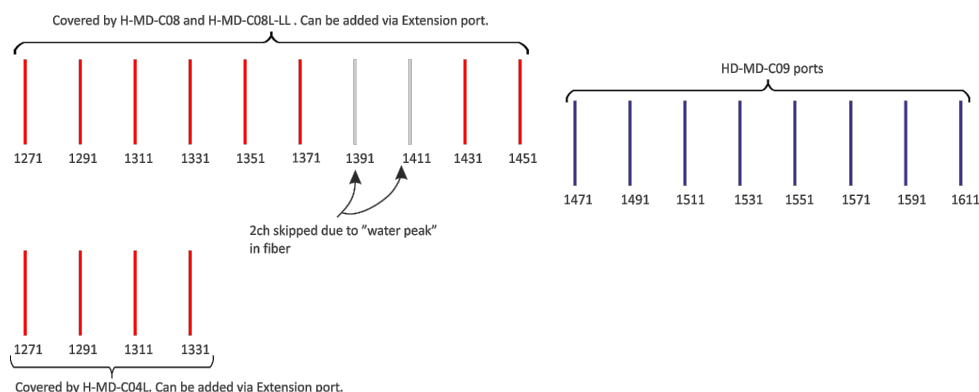 Covered by H-MD-C08 and H-MD-C08L-LL . Can be added via Extension port.
1271 1291 1311 1331 1351 1371 1391 1411 1431 1451
2ch skipped due to ”water peak”
in fiber
HD-MD-C09 ports
1471 1491 1511 1531 1551 1571 1591 1611
1271 1291 1311 1331
Covered by H-MD-C04L. Can be added via Extension port.